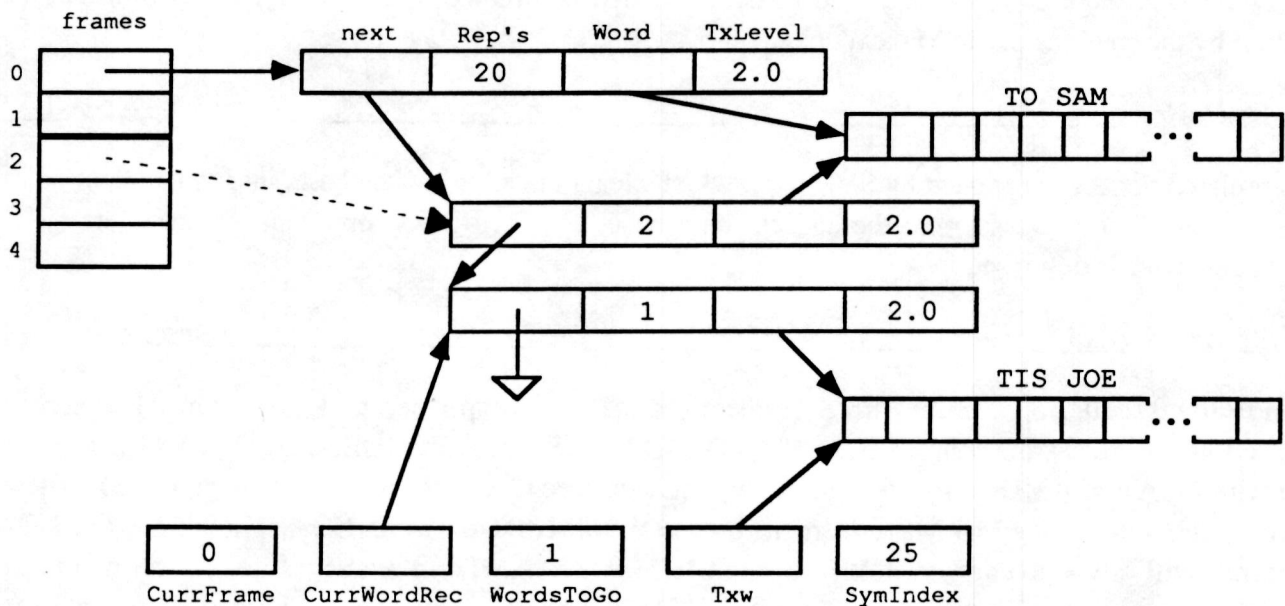 frames
next Rep's Word TxLevel
0 20 2.0
1 TO SAM
...
2
3 2 2.0
4
1 2.0
TIS JOE
...
0 1 25
CurrFrame CurrWordRec WordsToGo Txw SymIndex